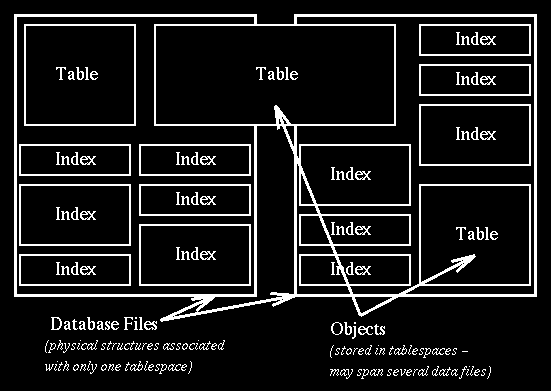 Table
Table
Index
Index
Index
Index
Index
Index
Index
Index
Index
Index
Index
Index
Table
Index
Database Files
(physical structures associated
with only one tablespace)
Objects
(stored in tablespaces –
may span several data files)